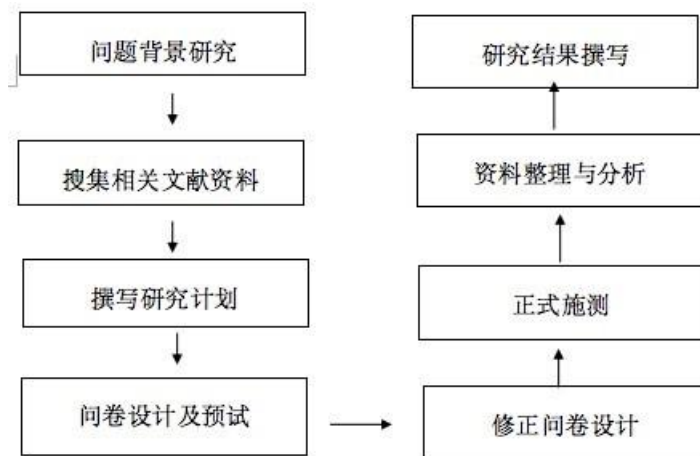 问题背景研究
搜集相关文献资料
撰写研究计划
问卷设计及预试
修正问卷设计
正式施测
资料整理与分析
研究结果撰写